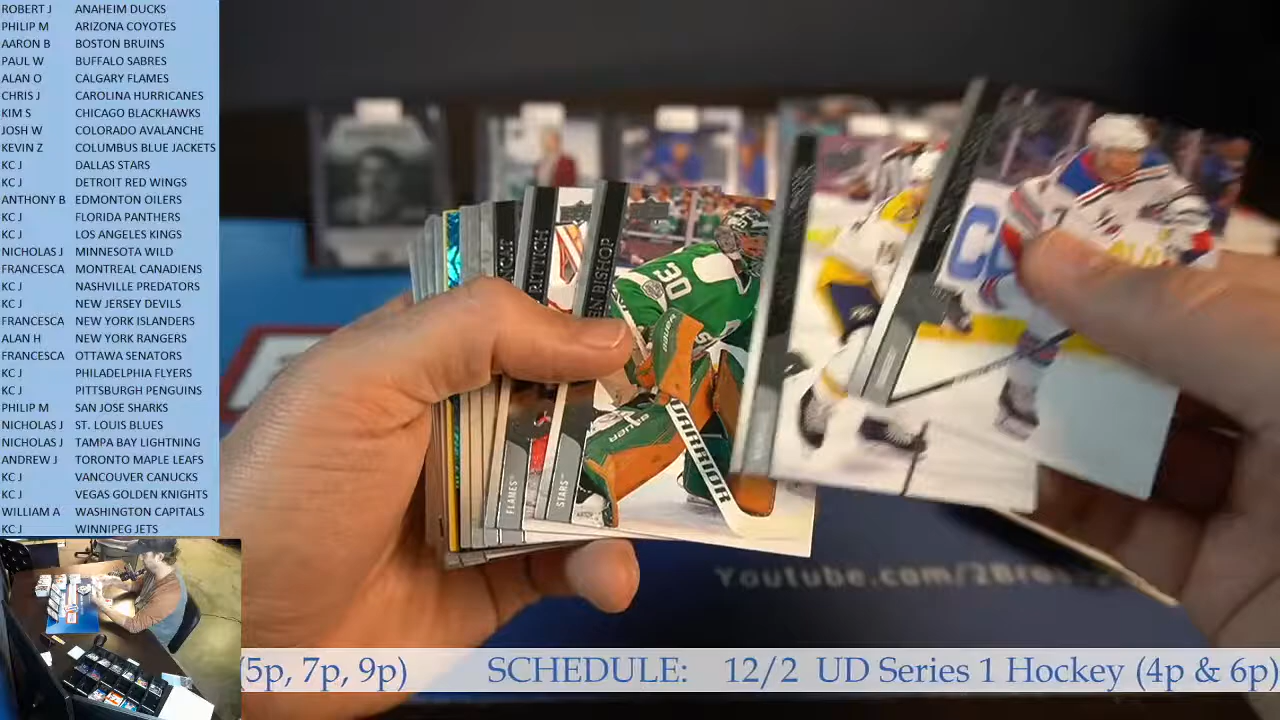 ROBERT J ANAHEIM DUCKS
PHILIP M ARIZONA COYOTES
AARON B BOSTON BRUINS
PAUL W BUFFALO SABRES
ALAN O CALGARY FLAMES
CHRIS J CAROLINA HURRICANES
KIM S CHICAGO BLACKHAWKS
JOSH W COLORADO AVALANCHE
KEVIN Z COLUMBUS BLUE JACKETS
KC J DALLAS STARS
KC J DETROIT RED WINGS
ANTHONY B EDMONTON OILERS
KC J FLORIDA PANTHERS
KC J LOS ANGELES KINGS
NICHOLAS J MINNESOTA WILD
FRANCESCA MONTREAL CANADIENS
KC J NASHVILLE PREDATORS
KC J NEW JERSEY DEVILS
FRANCESCA NEW YORK ISLANDERS
ALAN H NEW YORK RANGERS
FRANCESCA OTTAWA SENATORS
KC J PHILADELPHIA FLYERS
KC J PITTSBURGH PENGUINS
PHILIP M SAN JOSE SHARKS
NICHOLAS J ST. LOUIS BLUES
NICHOLAS J TAMPA BAY LIGHTNING
ANDREW J TORONTO MAPLE LEAFS
KC J VANCOUVER CANUCKS
KC J VEGAS GOLDEN KNIGHTS
WILLIAM A WASHINGTON CAPITALS
KC J WINNIPEG JETS
RITTICH
FLAMES
EN BISHOP
STARS
30
BAUER
WARRIOR
Youtube.com/2Br
(5p, 7p, 9p) SCHEDULE: 12/2 UD Series 1 Hockey (4p & 6p)